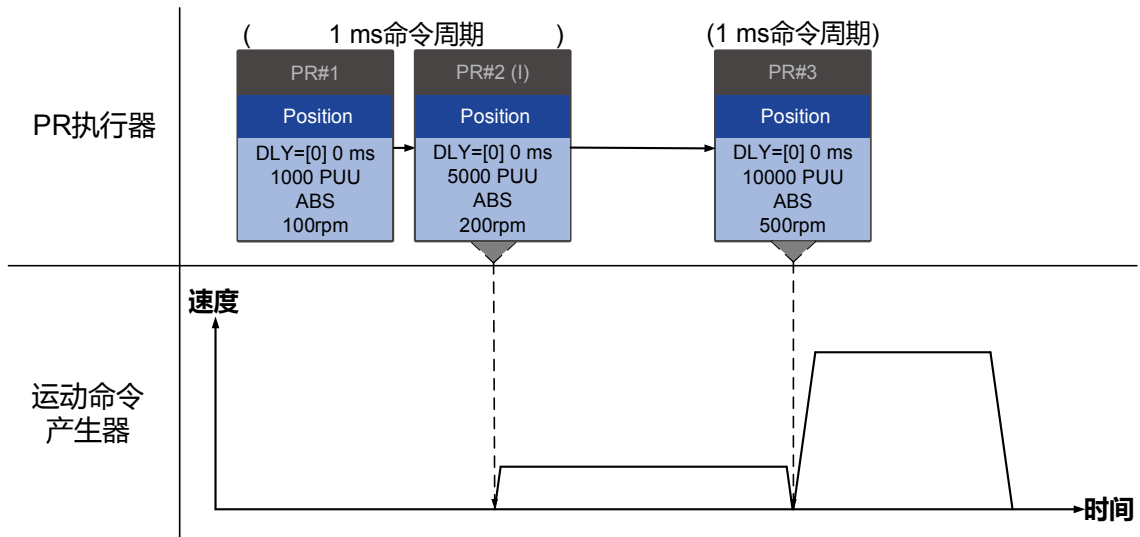 ( 1 ms命令周期 )
(1 ms命令周期)
PR执行器
PR#1
Position
DLY=[0] 0 ms
1000 PUU
ABS
100rpm
PR#2 (I)
Position
DLY=[0] 0 ms
5000 PUU
ABS
200rpm
PR#3
Position
DLY=[0] 0 ms
10000 PUU
ABS
500rpm
运动命令
产生器
速度
时间